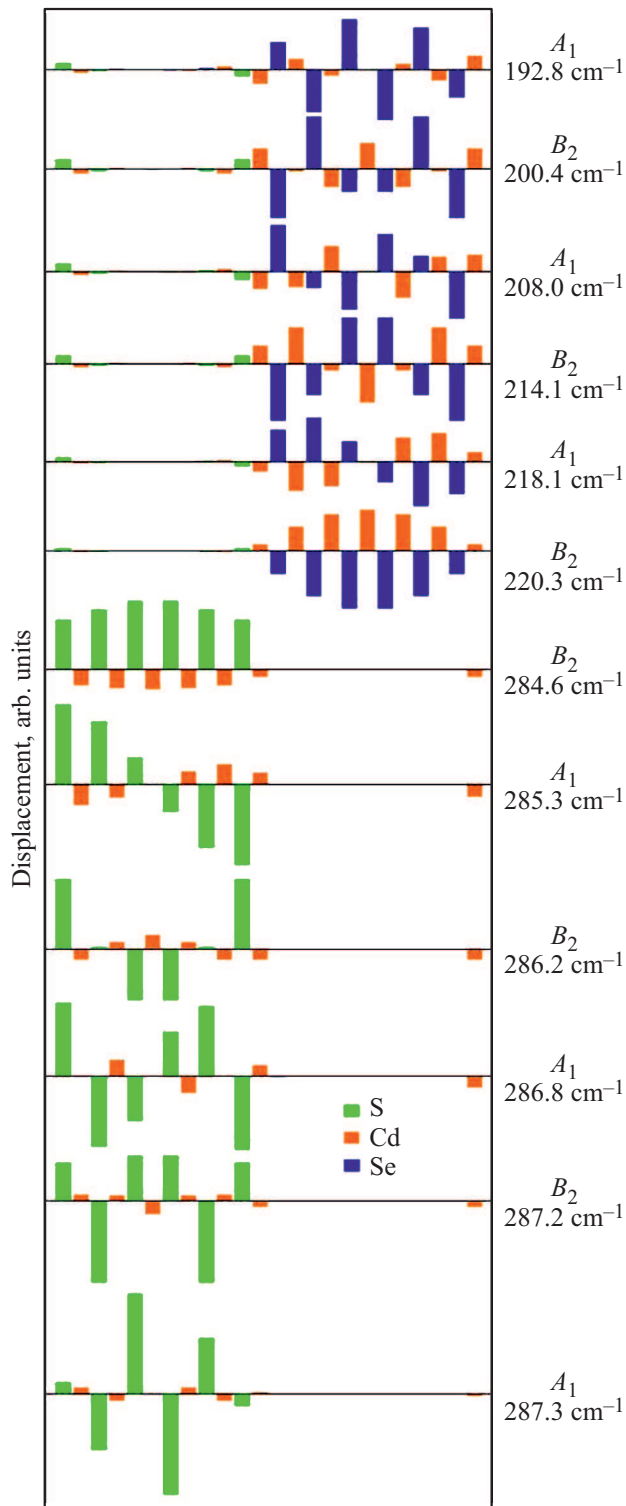 A₁
192.8 cm⁻¹
B₂
200.4 cm⁻¹
A₁
208.0 cm⁻¹
B₂
214.1 cm⁻¹
A₁
218.1 cm⁻¹
B₂
220.3 cm⁻¹
B₂
284.6 cm⁻¹
A₁
285.3 cm⁻¹
B₂
286.2 cm⁻¹
A₁
286.8 cm⁻¹
B₂
287.2 cm⁻¹
A₁
287.3 cm⁻¹
Displacement, arb. units
S
Cd
Se